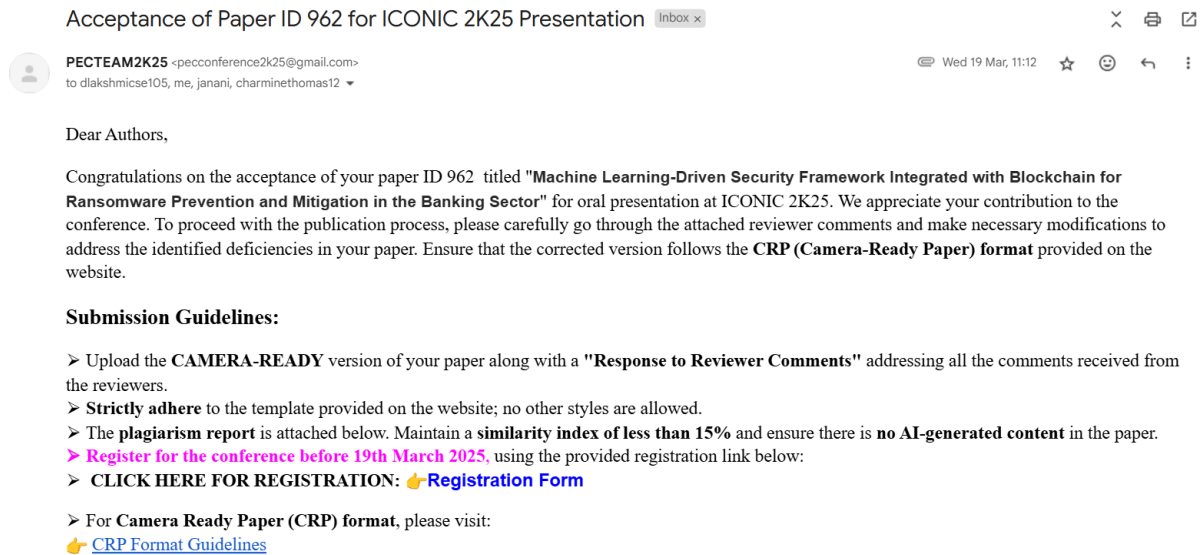 Acceptance of Paper ID 962 for ICONIC 2K25 Presentation Inbox ×
PECTEAM2K25 <pecconference2k25@gmail.com> Wed 19 Mar, 11:12
to dlakshmicse105, me, janani, charminethomas12
Dear Authors,
Congratulations on the acceptance of your paper ID 962 titled "Machine Learning-Driven Security Framework Integrated with Blockchain for
Ransomware Prevention and Mitigation in the Banking Sector" for oral presentation at ICONIC 2K25. We appreciate your contribution to the
conference. To proceed with the publication process, please carefully go through the attached reviewer comments and make necessary modifications to
address the identified deficiencies in your paper. Ensure that the corrected version follows the CRP (Camera-Ready Paper) format provided on the
website.
Submission Guidelines:
➢ Upload the CAMERA-READY version of your paper along with a "Response to Reviewer Comments" addressing all the comments received from
the reviewers.
➢ Strictly adhere to the template provided on the website; no other styles are allowed.
➢ The plagiarism report is attached below. Maintain a similarity index of less than 15% and ensure there is no AI-generated content in the paper.
➢ Register for the conference before 19th March 2025, using the provided registration link below:
➢ CLICK HERE FOR REGISTRATION: 👉Registration Form
➢ For Camera Ready Paper (CRP) format, please visit:
👉 CRP Format Guidelines